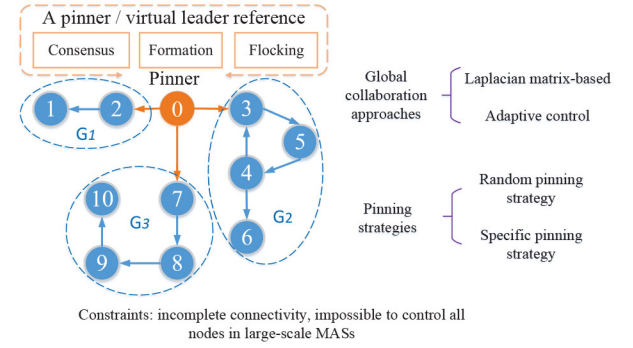 A pinner / virtual leader reference
Consensus
Formation
Flocking
Pinner
1
2
0
3
5
4
6
G1
G2
10
7
G3
9
8
Global
collaboration
approaches
Laplacian matrix-based
Adaptive control
Pinning
strategies
Random pinning
strategy
Specific pinning
strategy
Constraints: incomplete connectivity, impossible to control all
nodes in large-scale MASs